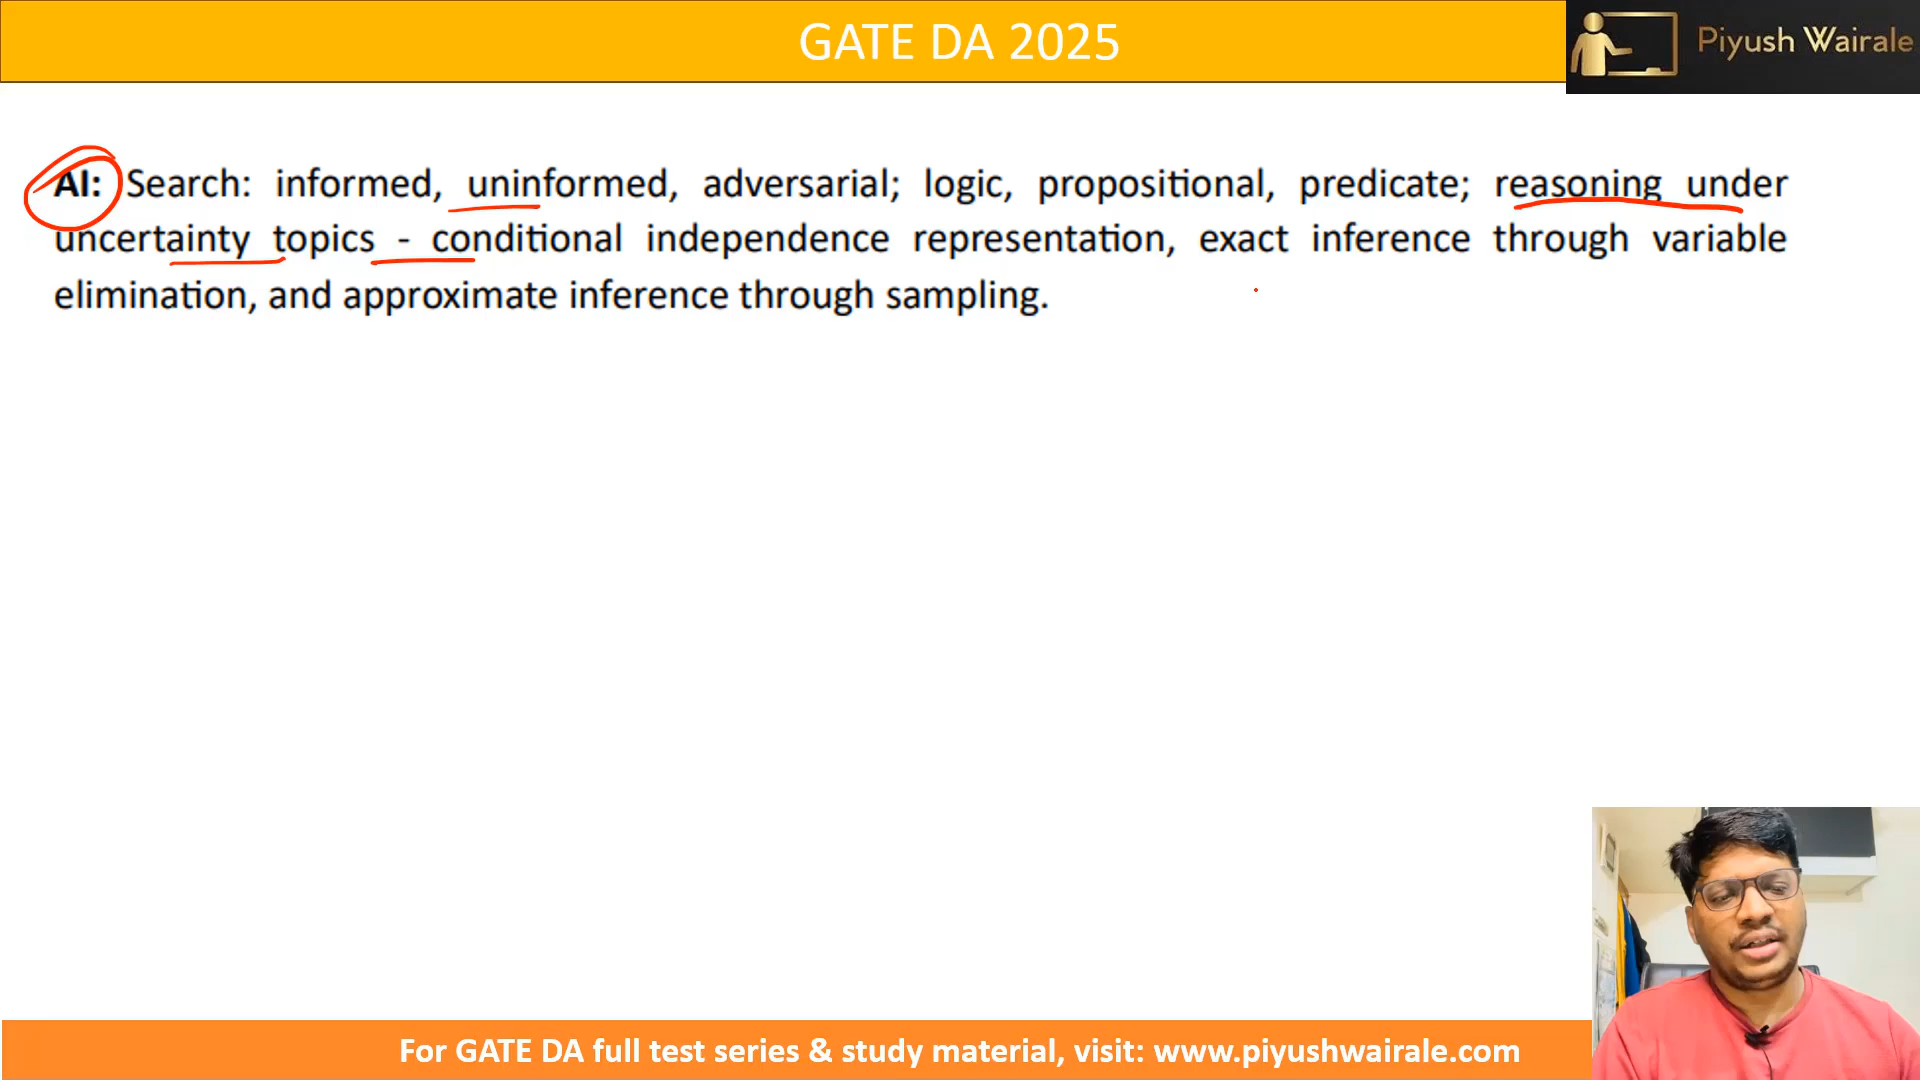 GATE DA 2025
Piyush Wairale
AI: Search: informed, uninformed, adversarial; logic, propositional, predicate; reasoning under
uncertainty topics - conditional independence representation, exact inference through variable
elimination, and approximate inference through sampling.
For GATE DA full test series & study material, visit: www.piyushwairale.com